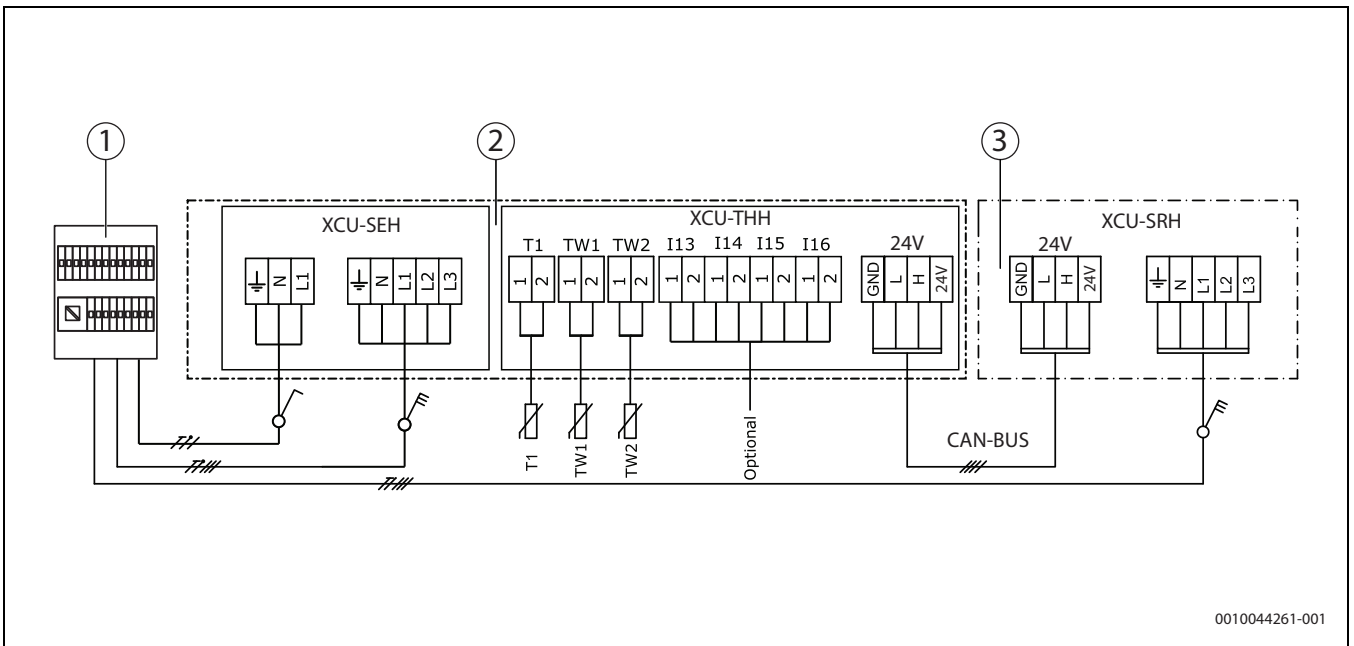 1 2 3
XCU-SEH XCU-THH XCU-SRH
T1 TW1 TW2 I13 I14 I15 I16 24V 24V
N L1
N L1 L2 L3
1 2 1 2 1 2
1 2 1 2 1 2 1 2
GND L H 24V
GND L H 24V
N L1 L2 L3
T1
TW1
TW2
Optional
CAN-BUS
0010044261-001